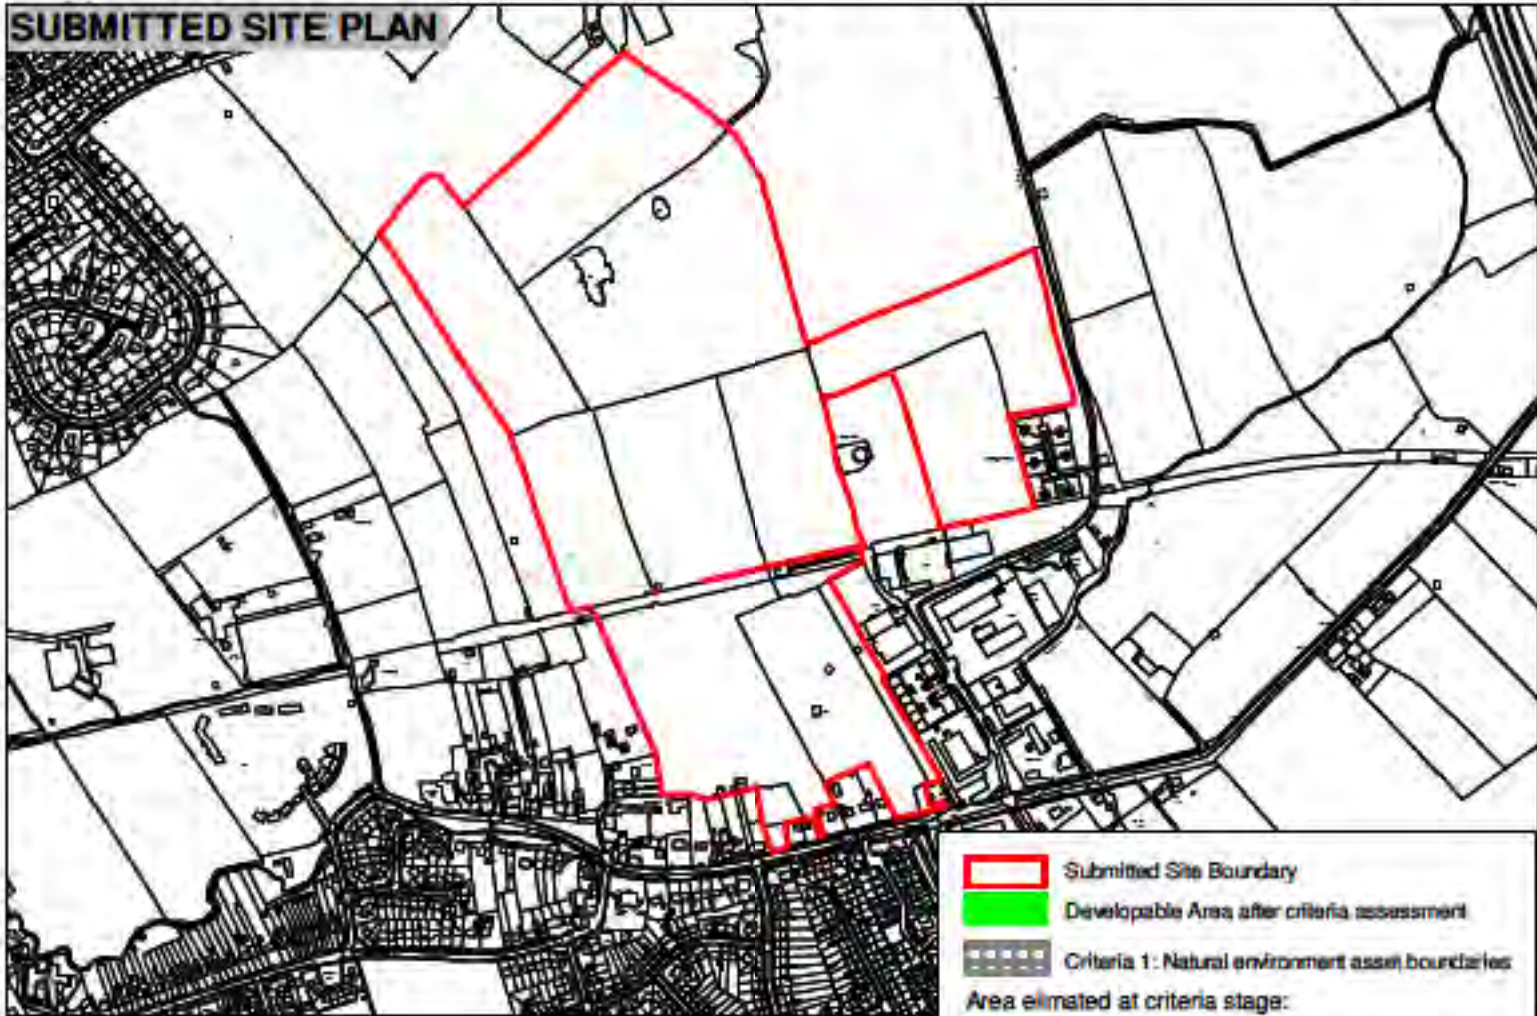 SUBMITTED SITE PLAN
Submitted Site Boundary
Developable Area after criteria assessment
Criteria 1: Natural environment asset boundaries
Area elimated at criteria stage: